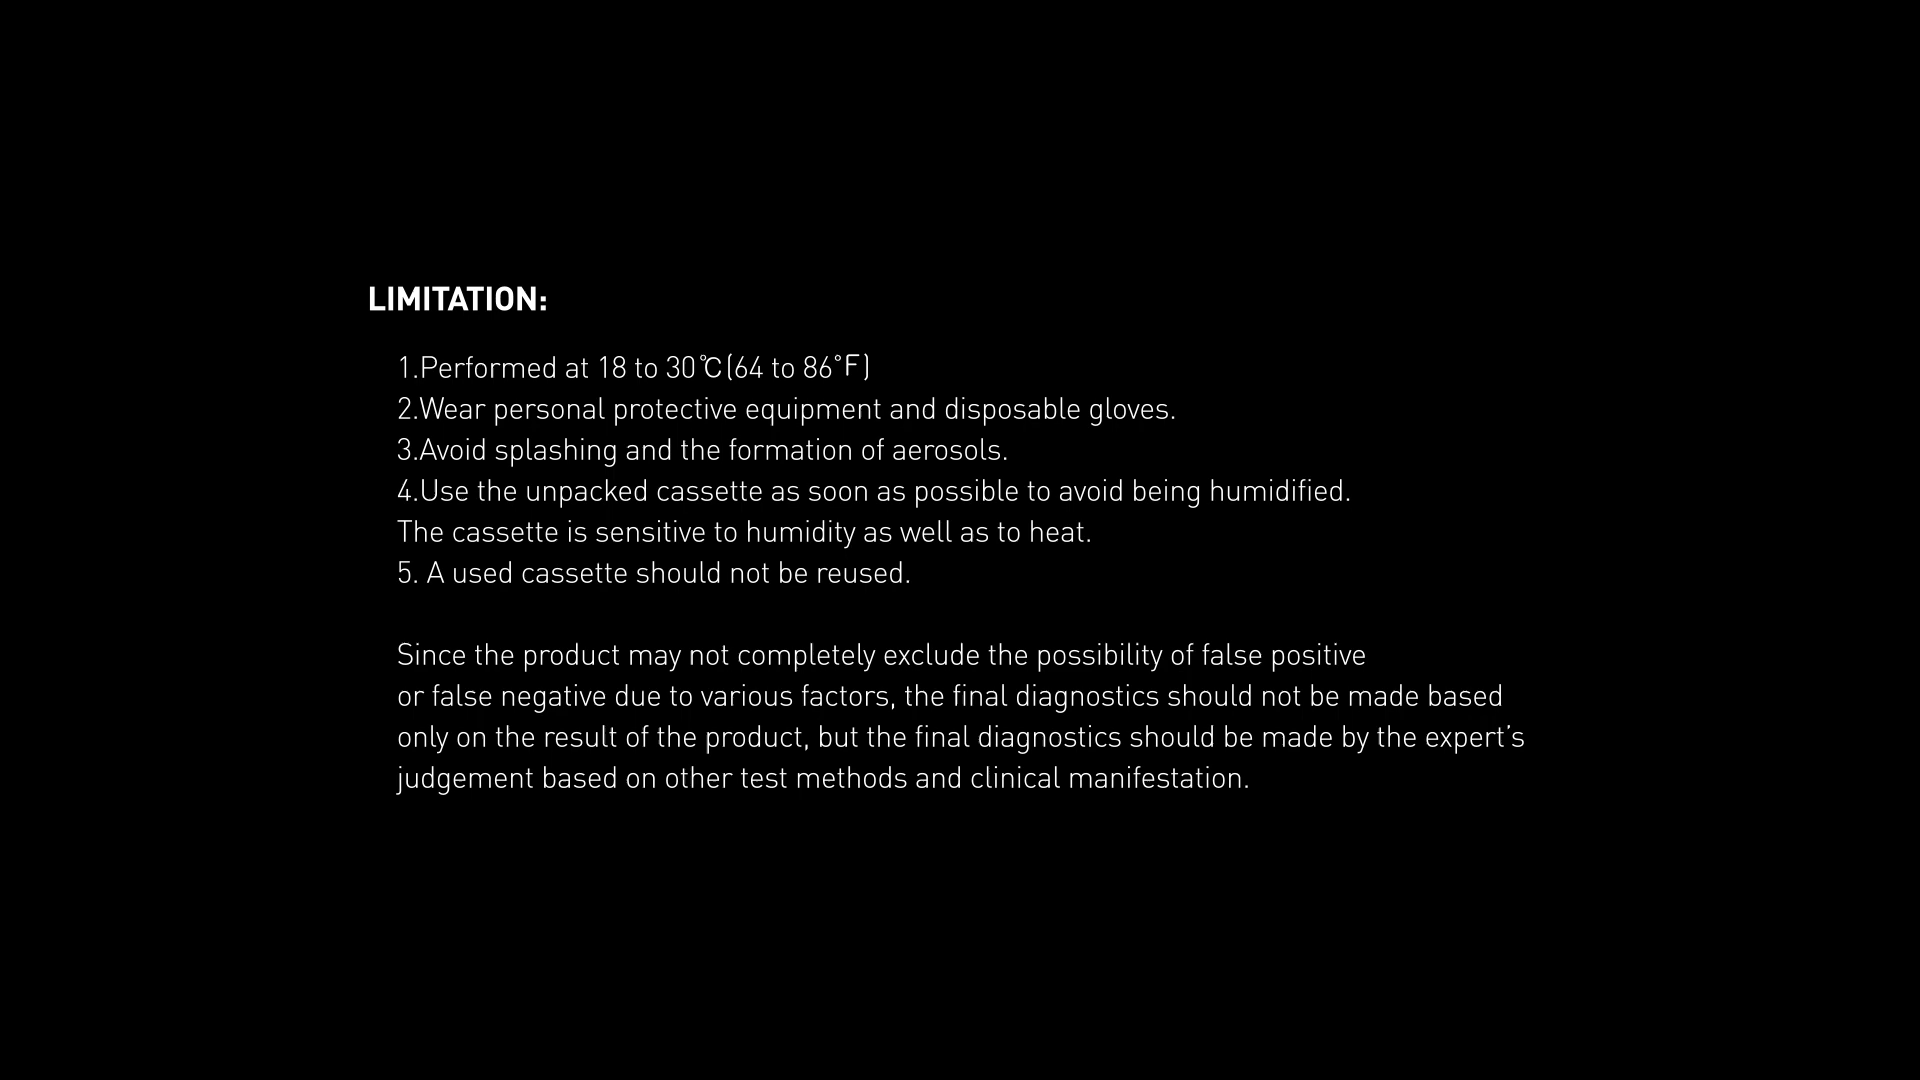 LIMITATION:
1.Performed at 18 to 30℃(64 to 86°F)
2.Wear personal protective equipment and disposable gloves.
3.Avoid splashing and the formation of aerosols.
4.Use the unpacked cassette as soon as possible to avoid being humidified.
The cassette is sensitive to humidity as well as to heat.
5. A used cassette should not be reused.
Since the product may not completely exclude the possibility of false positive
or false negative due to various factors, the final diagnostics should not be made based
only on the result of the product, but the final diagnostics should be made by the expert’s
judgement based on other test methods and clinical manifestation.